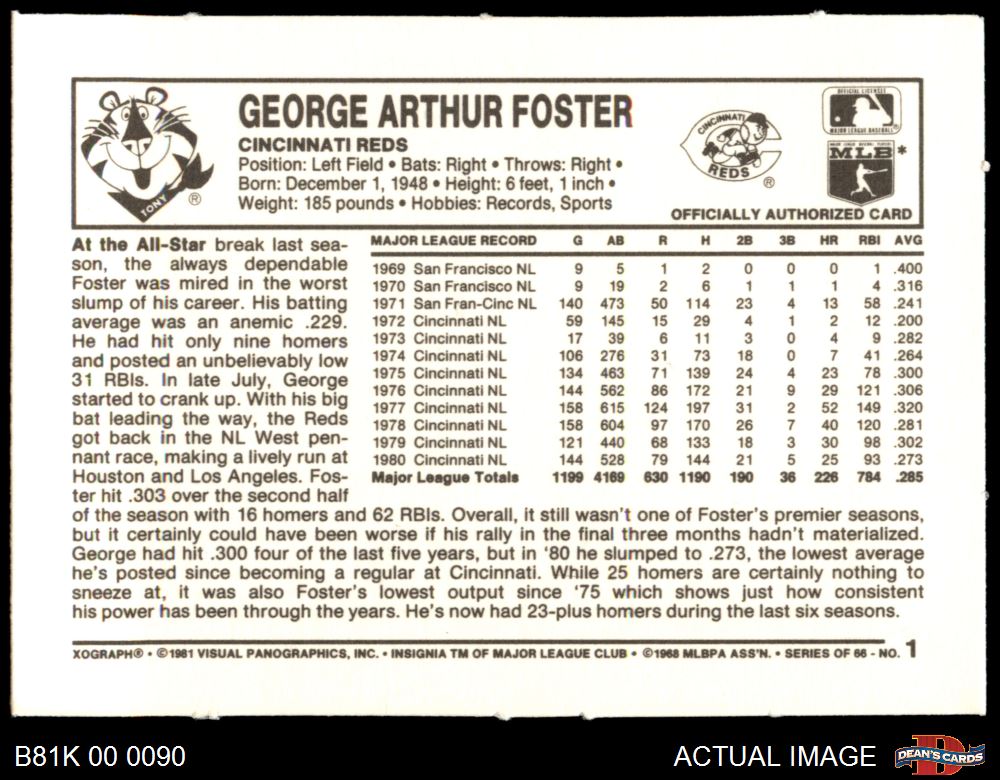 TONY
®
GEORGE ARTHUR FOSTER
CINCINNATI REDS
Position: Left Field • Bats: Right • Throws: Right •
Born: December 1, 1948 • Height: 6 feet, 1 inch •
Weight: 185 pounds • Hobbies: Records, Sports
CINCINNATI
REDS
®
OFFICIAL LICENSEE
MAJOR LEAGUE BASEBALL®
MAJOR LEAGUE BASEBALL PLAYERS
MLB*
OFFICIALLY AUTHORIZED CARD
At the All-Star break last sea-
son, the always dependable
Foster was mired in the worst
slump of his career. His batting
average was an anemic .229.
He had hit only nine homers
and posted an unbelievably low
31 RBIs. In late July, George
started to crank up. With his big
bat leading the way, the Reds
got back in the NL West pen-
nant race, making a lively run at
Houston and Los Angeles. Fos-
ter hit .303 over the second half
MAJOR LEAGUE RECORD G AB R H 2B 3B HR RBI AVG
1969 San Francisco NL 9 5 1 2 0 0 0 1 .400
1970 San Francisco NL 9 19 2 6 1 1 1 4 .316
1971 San Fran-Cinc NL 140 473 50 114 23 4 13 58 .241
1972 Cincinnati NL 59 145 15 29 4 1 2 12 .200
1973 Cincinnati NL 17 39 6 11 3 0 4 9 .282
1974 Cincinnati NL 106 276 31 73 18 0 7 41 .264
1975 Cincinnati NL 134 463 71 139 24 4 23 78 .300
1976 Cincinnati NL 144 562 86 172 21 9 29 121 .306
1977 Cincinnati NL 158 615 124 197 31 2 52 149 .320
1978 Cincinnati NL 158 604 97 170 26 7 40 120 .281
1979 Cincinnati NL 121 440 68 133 18 3 30 98 .302
1980 Cincinnati NL 144 528 79 144 21 5 25 93 .273
Major League Totals 1199 4169 630 1190 190 36 226 784 .285
of the season with 16 homers and 62 RBIs. Overall, it still wasn't one of Foster's premier seasons,
but it certainly could have been worse if his rally in the final three months hadn't materialized.
George had hit .300 four of the last five years, but in '80 he slumped to .273, the lowest average
he's posted since becoming a regular at Cincinnati. While 25 homers are certainly nothing to
sneeze at, it was also Foster's lowest output since '75 which shows just how consistent
his power has been through the years. He's now had 23-plus homers during the last six seasons.
XOGRAPH® • ©1981 VISUAL PANOGRAPHICS, INC. • INSIGNIA TM OF MAJOR LEAGUE CLUB • ©1968 MLBPA ASS'N. • SERIES OF 66 - NO. 1
B81K 00 0090
ACTUAL IMAGE
DEAN'S CARDS